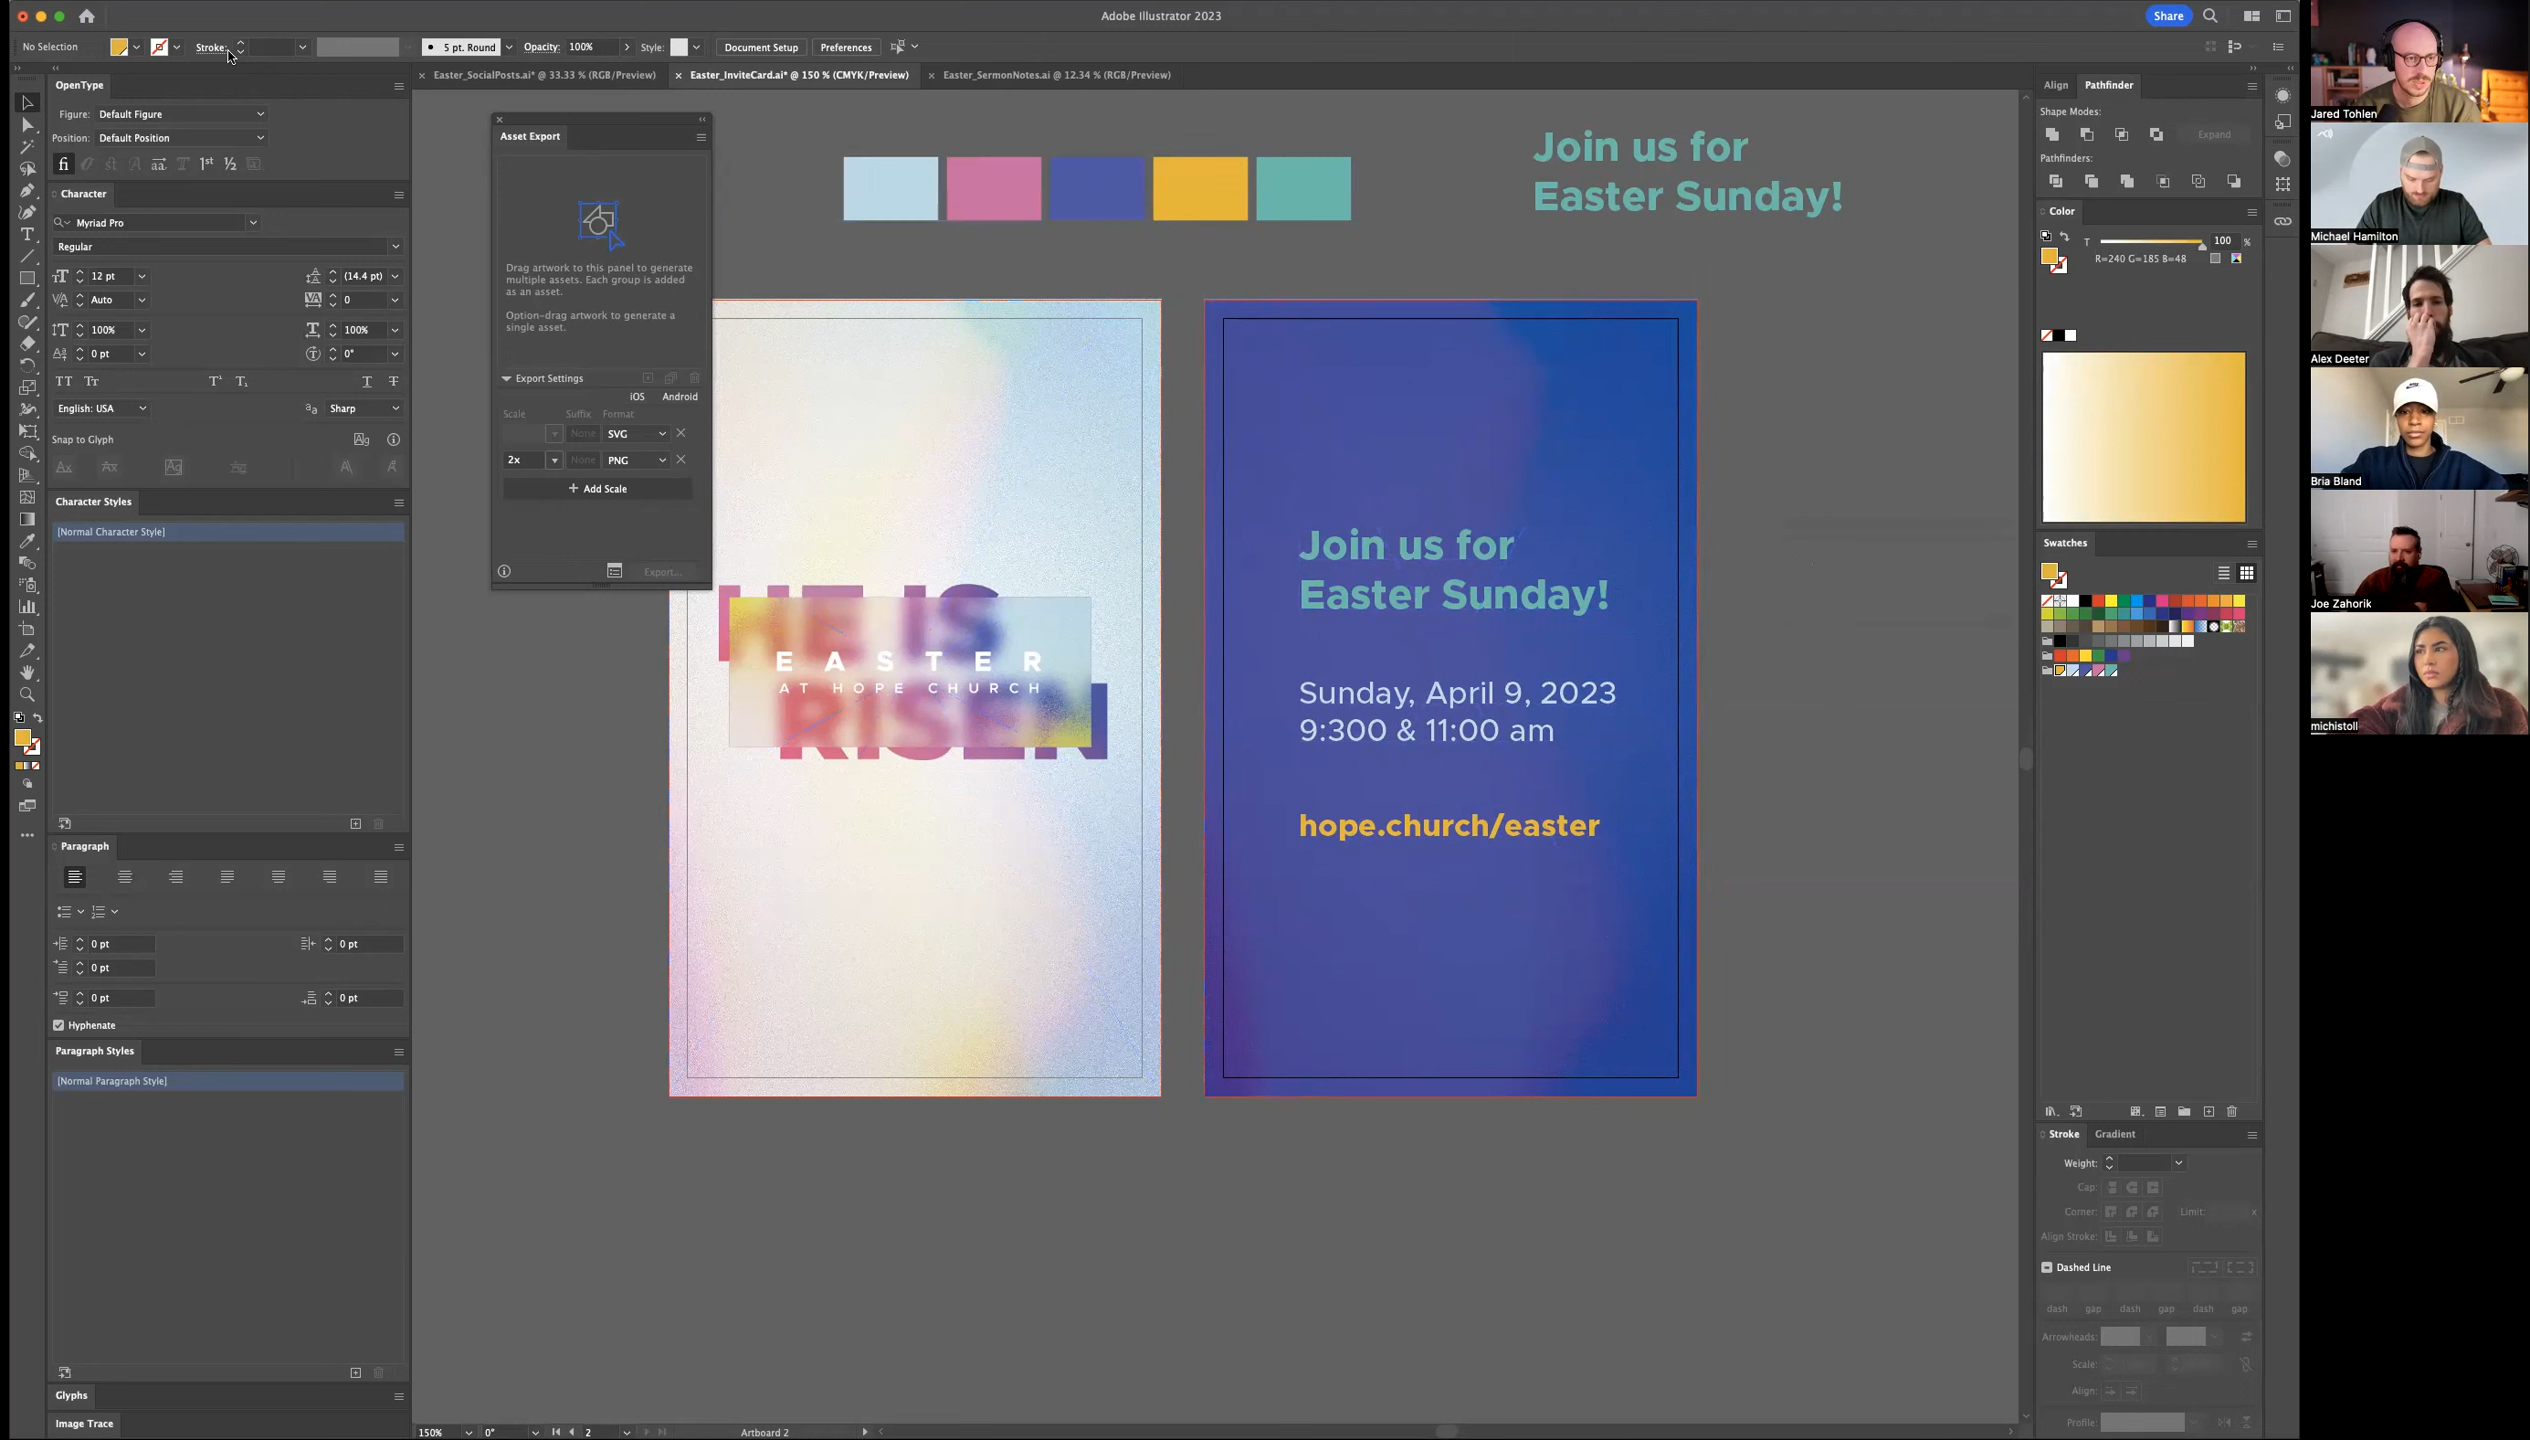 Adobe Illustrator 2023
Share
No Selection
Stroke:
5 pt. Round
Opacity: 100%
Style:
Document Setup
Preferences
Easter_SocialPosts.ai* @ 33.33 % (RGB/Preview)
Easter_InviteCard.ai* @ 150 % (CMYK/Preview)
Easter_SermonNotes.ai @ 12.34 % (RGB/Preview)
OpenType
Figure: Default Figure
Position: Default Position
Character
Myriad Pro
Regular
12 pt
(14.4 pt)
Auto
0
100%
100%
0 pt
0°
English: USA
Sharp
Snap to Glyph
Character Styles
[Normal Character Style]
Paragraph
0 pt
0 pt
0 pt
0 pt
0 pt
Hyphenate
Paragraph Styles
[Normal Paragraph Style]
Glyphs
Image Trace
Asset Export
Drag artwork to this panel to generate
multiple assets. Each group is added
as an asset.
Option-drag artwork to generate a
single asset.
Export Settings
iOS Android
Scale Suffix Format
None SVG
2x None PNG
+ Add Scale
Export...
Join us for
Easter Sunday!
HE IS
EASTER
AT HOPE CHURCH
RISEN
Join us for
Easter Sunday!
Sunday, April 9, 2023
9:300 & 11:00 am
hope.church/easter
150%
0°
2
Artboard 2
Align Pathfinder
Shape Modes:
Expand
Pathfinders:
Color
T 100 %
R=240 G=185 B=48
Swatches
Stroke Gradient
Weight:
Cap:
Corner: Limit: x
Align Stroke:
Dashed Line
dash gap dash gap dash gap
Arrowheads:
Scale:
Align:
Profile:
Jared Tohlen
Michael Hamilton
Alex Deeter
Bria Bland
Joe Zahorik
michistoll